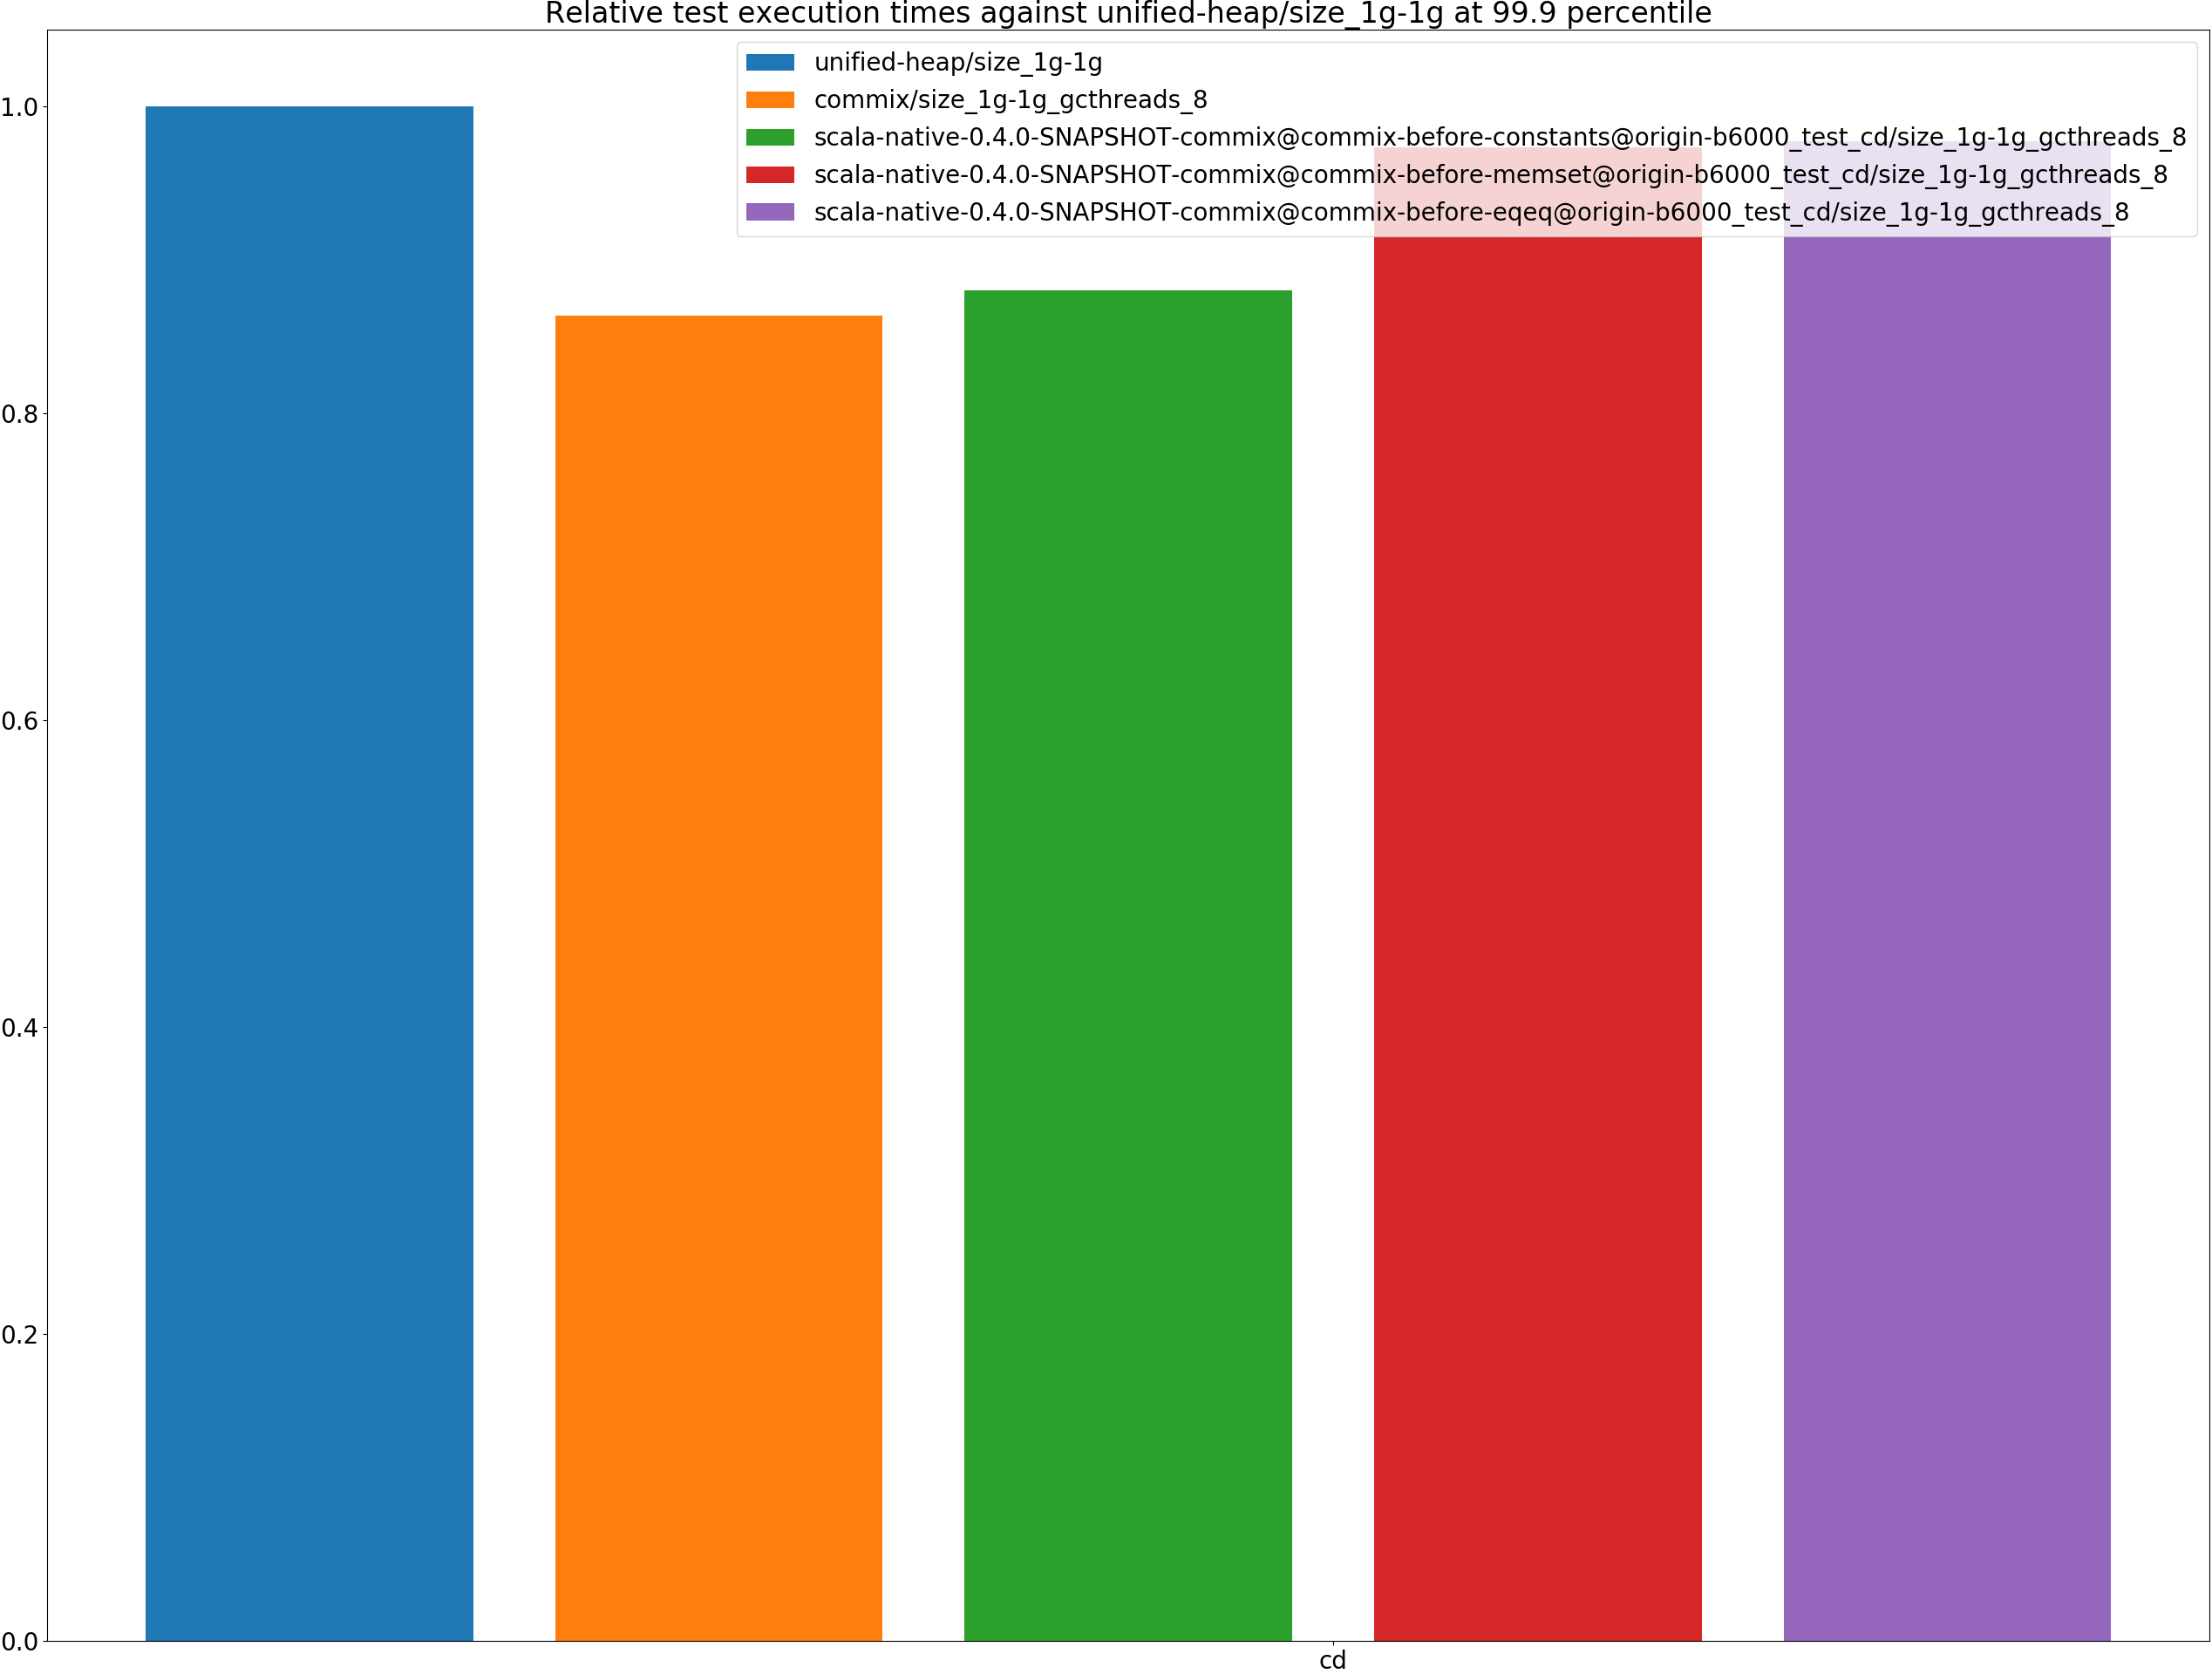 Relative test execution times against unified-heap/size_1g-1g at 99.9 percentile
unified-heap/size_1g-1g
commix/size_1g-1g_gcthreads_8
scala-native-0.4.0-SNAPSHOT-commix@commix-before-constants@origin-b6000_test_cd/size_1g-1g_gcthreads_8
scala-native-0.4.0-SNAPSHOT-commix@commix-before-memset@origin-b6000_test_cd/size_1g-1g_gcthreads_8
scala-native-0.4.0-SNAPSHOT-commix@commix-before-eqeq@origin-b6000_test_cd/size_1g-1g_gcthreads_8
1.0
0.8
0.6
0.4
0.2
0.0
cd